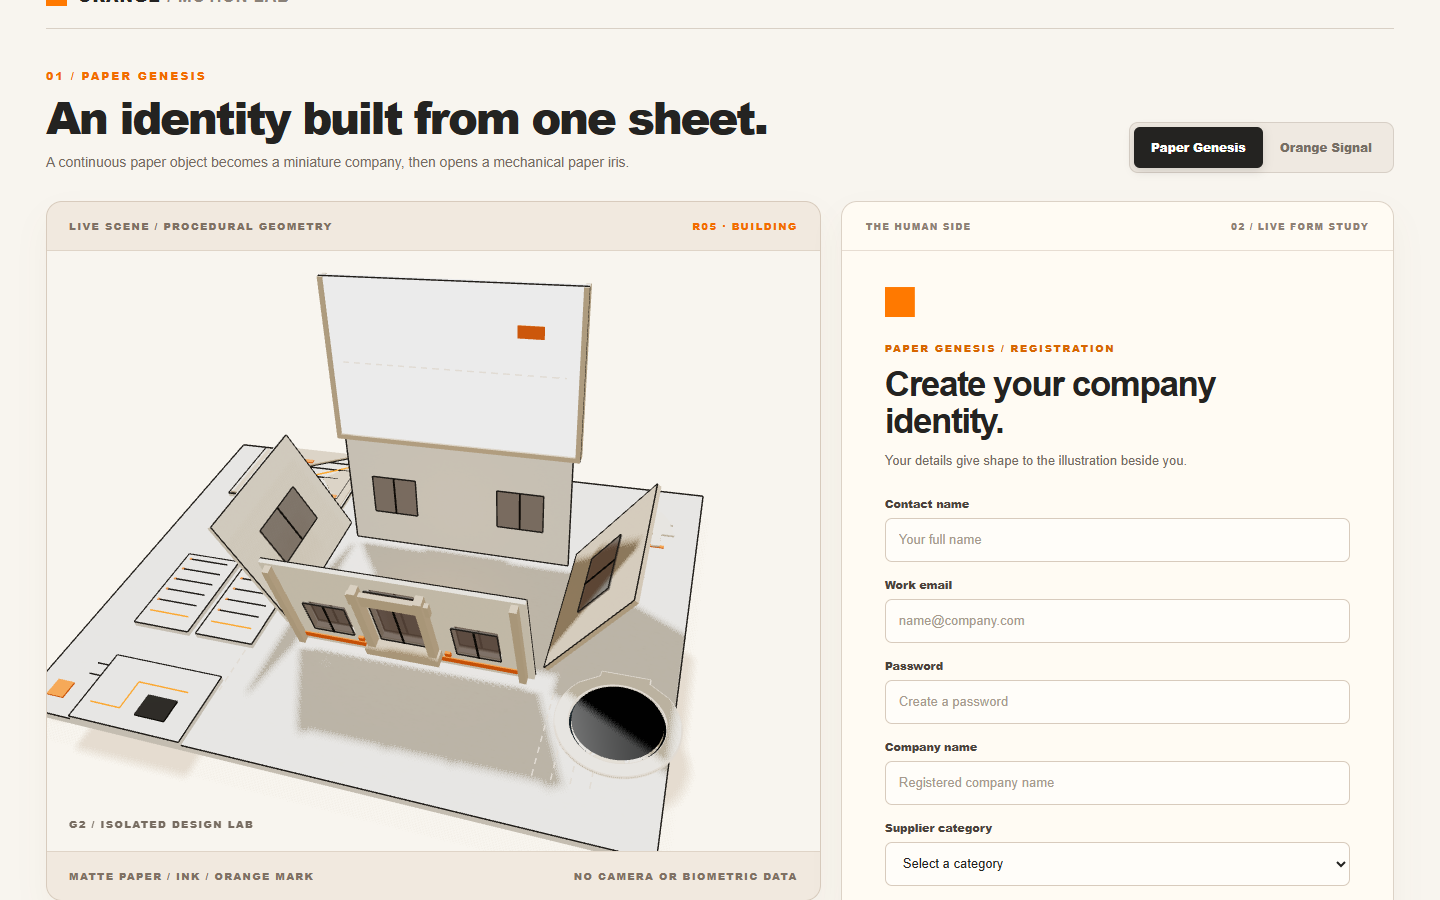 ORANGE / MOTION LAB
01 / PAPER GENESIS
An identity built from one sheet.
A continuous paper object becomes a miniature company, then opens a mechanical paper iris.
Paper Genesis
Orange Signal
LIVE SCENE / PROCEDURAL GEOMETRY
R05 · BUILDING
G2 / ISOLATED DESIGN LAB
MATTE PAPER / INK / ORANGE MARK
NO CAMERA OR BIOMETRIC DATA
THE HUMAN SIDE
02 / LIVE FORM STUDY
PAPER GENESIS / REGISTRATION
Create your company
identity.
Your details give shape to the illustration beside you.
Contact name
Your full name
Work email
name@company.com
Password
Create a password
Company name
Registered company name
Supplier category
Select a category